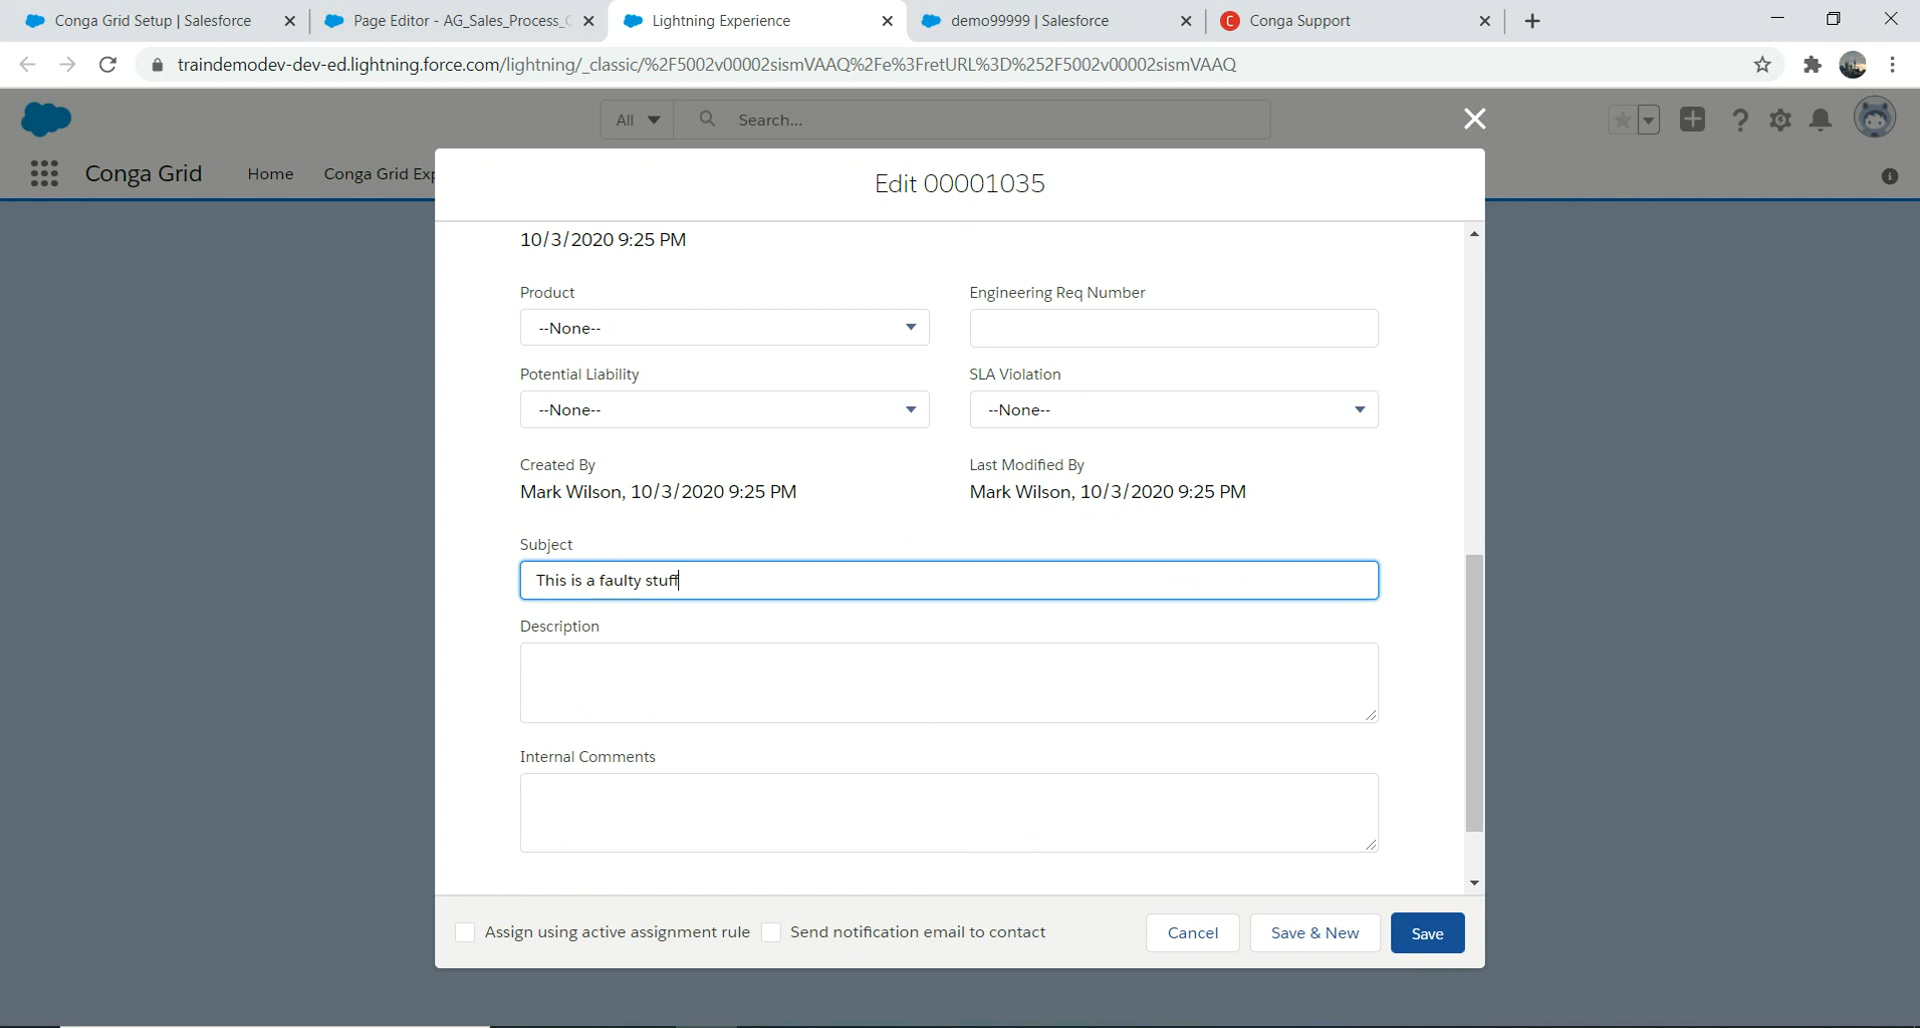 Conga Grid Setup | Salesforce
Page Editor - AG_Sales_Process_
Lightning Experience
demo99999 | Salesforce
C Conga Support
traindemodev-dev-ed.lightning.force.com/lightning/_classic/%2F5002v00002sismVAAQ%2Fe%3FretURL%3D%252F5002v00002sismVAAQ
All
Search...
Conga Grid
Home
Conga Grid Exp
Edit 00001035
10/3/2020 9:25 PM
Product
Engineering Req Number
--None--
Potential Liability
SLA Violation
--None--
--None--
Created By
Last Modified By
Mark Wilson, 10/3/2020 9:25 PM
Mark Wilson, 10/3/2020 9:25 PM
Subject
This is a faulty stuff
Description
Internal Comments
Assign using active assignment rule
Send notification email to contact
Cancel
Save & New
Save